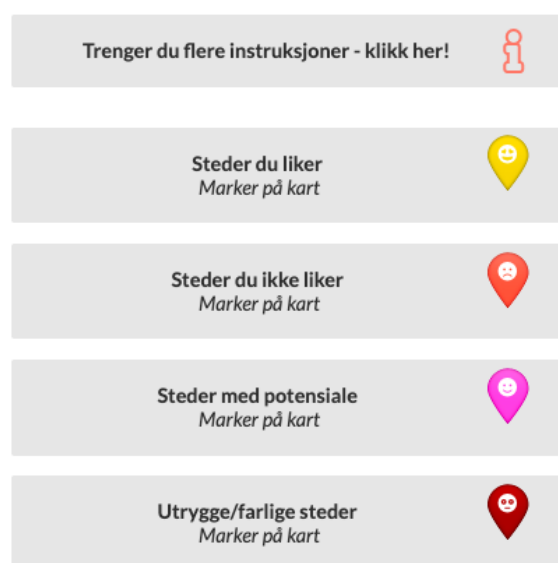 Trenger du flere instruksjoner - klikk her!
Steder du liker
Marker på kart
Steder du ikke liker
Marker på kart
Steder med potensiale
Marker på kart
Utrygge/farlige steder
Marker på kart